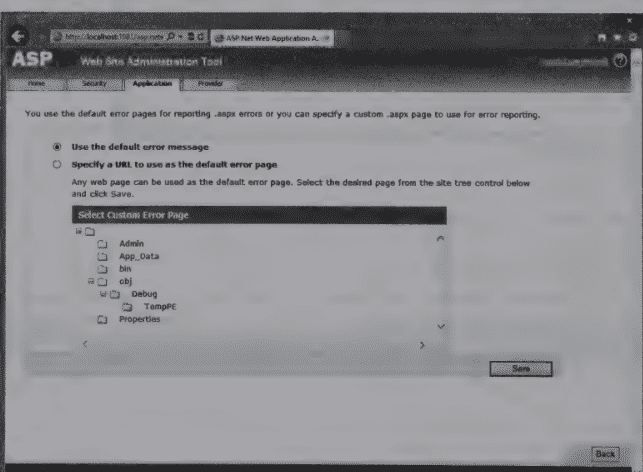 ASP.Net Web Application A...
ASP Web Site Administration Tool
Home Security Application Provider
You use the default error pages for reporting .aspx errors or you can specify a custom .aspx page to use for error reporting.
Use the default error message
Specify a URL to use as the default error page
Any web page can be used as the default error page. Select the desired page from the site tree control below
and click Save.
Select Custom Error Page
Admin
App_Data
bin
obj
Debug
TempPE
Properties
Save
Back